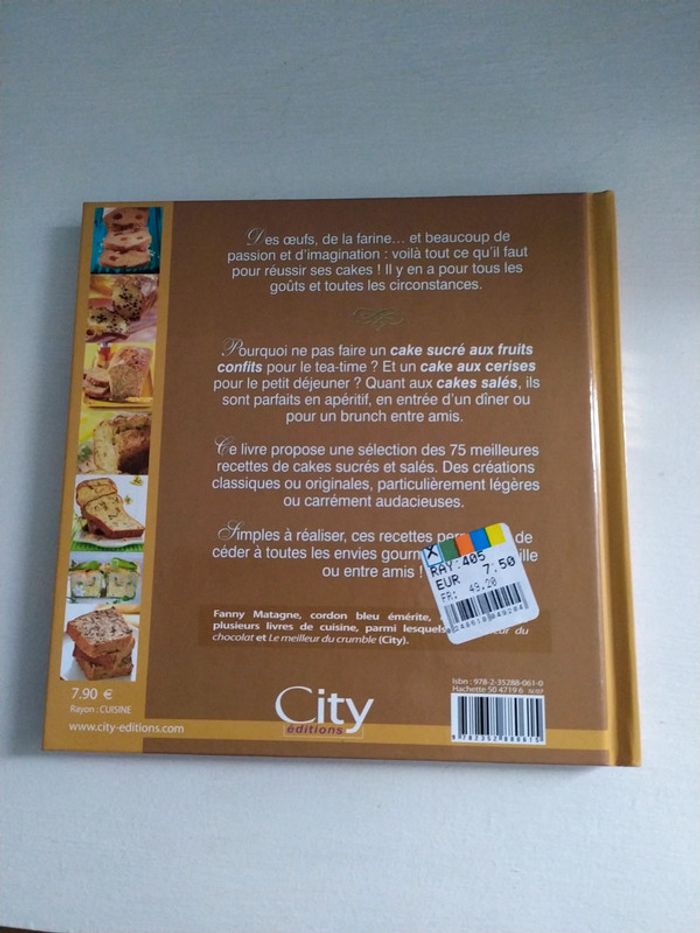 Des œufs, de la farine... et beaucoup de
passion et d'imagination : voilà tout ce qu'il faut
pour réussir ses cakes ! Il y en a pour tous les
goûts et toutes les circonstances.
Pourquoi ne pas faire un cake sucré aux fruits
confits pour le tea-time ? Et un cake aux cerises
pour le petit déjeuner ? Quant aux cakes salés, ils
sont parfaits en apéritif, en entrée d'un dîner ou
pour un brunch entre amis.
Ce livre propose une sélection des 75 meilleures
recettes de cakes sucrés et salés. Des créations
classiques ou originales, particulièrement légères
ou carrément audacieuses.
Simples à réaliser, ces recettes de
céder à toutes les envies
ou entre amis !
X
RAY:405
EUR 7.50
FR: 49.20
Fanny Matagne, cordon bleu émérite,
plusieurs livres de cuisine, parmi lesquels du
chocolat et Le meilleur du crumble (City).
7.90 €
Rayon : CUISINE
www.city-editions.com
City
éditions
Isbn : 978-2-35288-061-0
Hachette 50 4719 6
9 782352 880615